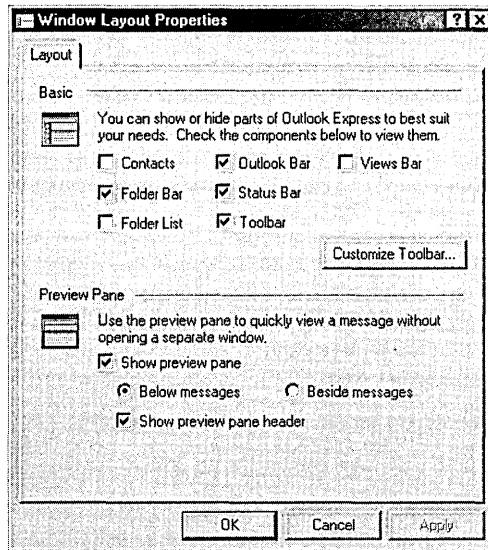 Window Layout Properties
Layout
Basic
You can show or hide parts of Outlook Express to best suit
your needs. Check the components below to view them.
Contacts Outlook Bar Views Bar
Folder Bar Status Bar
Folder List Toolbar
Customize Toolbar...
Preview Pane
Use the preview pane to quickly view a message without
opening a separate window.
Show preview pane
Below messages Beside messages
Show preview pane header
OK Cancel Apply